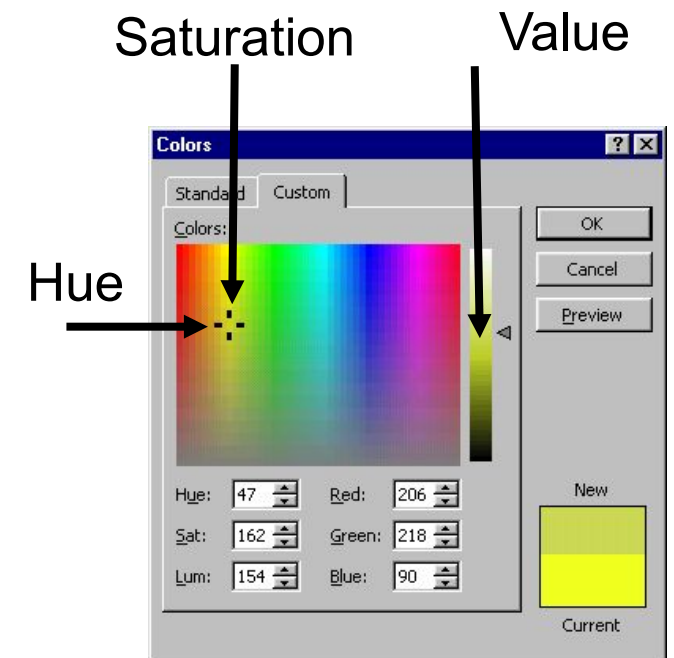 Saturation Value
Colors
Standard Custom
Colors:
OK
Hue
Cancel
Preview
Hue: 47 Red: 206 New
Sat: 162 Green: 218
Lum: 154 Blue: 90
Current